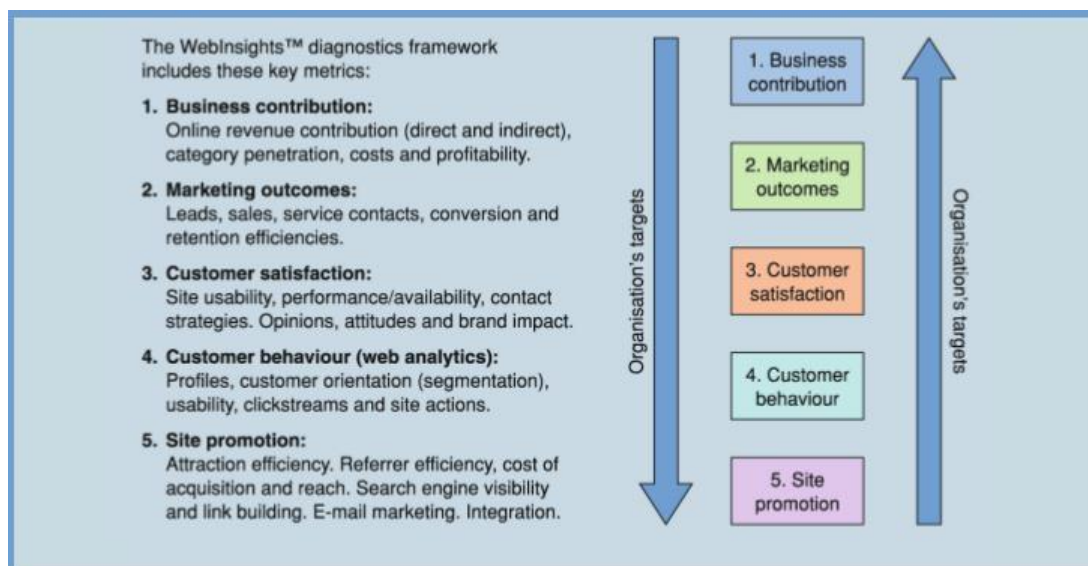 The WebInsights™ diagnostics framework
includes these key metrics:
1. Business contribution:
Online revenue contribution (direct and indirect),
category penetration, costs and profitability.
2. Marketing outcomes:
Leads, sales, service contacts, conversion and
retention efficiencies.
3. Customer satisfaction:
Site usability, performance/availability, contact
strategies. Opinions, attitudes and brand impact.
4. Customer behaviour (web analytics):
Profiles, customer orientation (segmentation),
usability, clickstreams and site actions.
5. Site promotion:
Attraction efficiency. Referrer efficiency, cost of
acquisition and reach. Search engine visibility
and link building. E-mail marketing. Integration.
Organisation's targets
1. Business
contribution
2. Marketing
outcomes
3. Customer
satisfaction
4. Customer
behaviour
5. Site
promotion
Organisation's targets